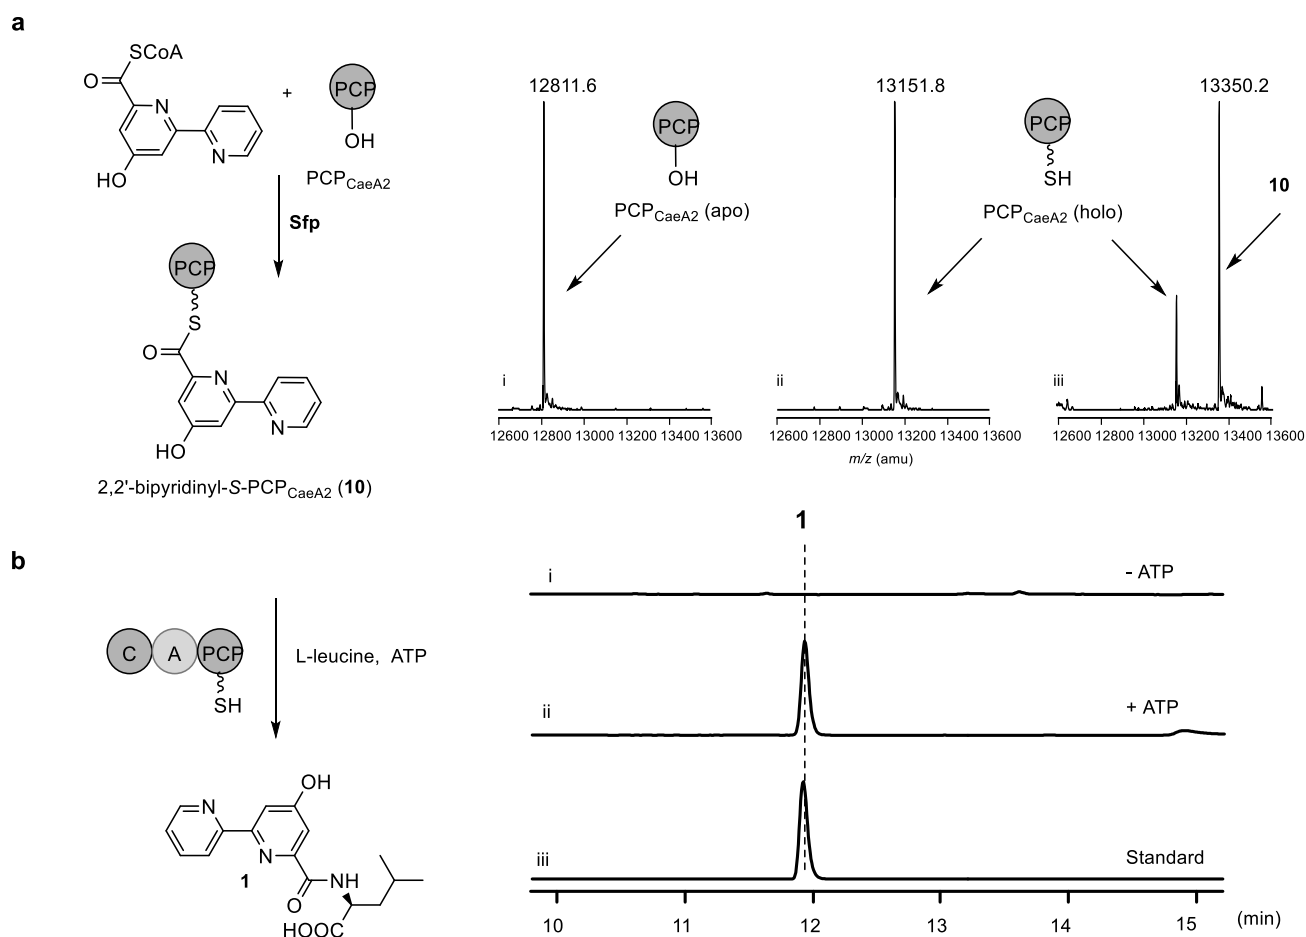 a
SCoA
O
N
N
HO
+
PCP
OH
PCPCaeA2
Sfp
PCP
S
O
N
N
HO
2,2'-bipyridinyl-S-PCPCaeA2 (10)
12811.6
PCP
OH
PCPCaeA2 (apo)
i
12600 12800 13000 13200 13400 13600
13151.8
PCP
SH
PCPCaeA2 (holo)
ii
12600 12800 13000 13200 13400 13600
m/z (amu)
13350.2
10
iii
12600 12800 13000 13200 13400 13600
b
C A PCP
SH
L-leucine, ATP
OH
N
N
1
O
NH
HOOC
1
i - ATP
ii + ATP
iii Standard
10 11 12 13 14 15 (min)